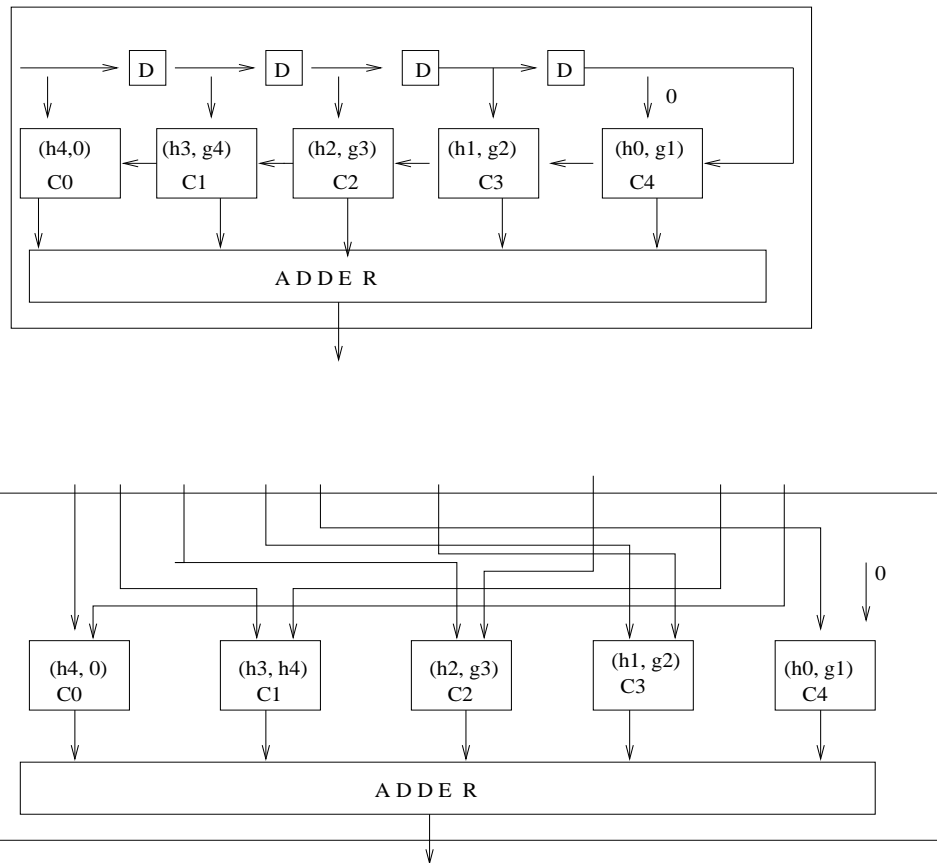 D D D D
0
(h4,0) (h3, g4) (h2, g3) (h1, g2) (h0, g1)
C0 C1 C2 C3 C4
A D D E R
0
(h4, 0) (h3, h4) (h2, g3) (h1, g2) (h0, g1)
C0 C1 C2 C3 C4
A D D E R